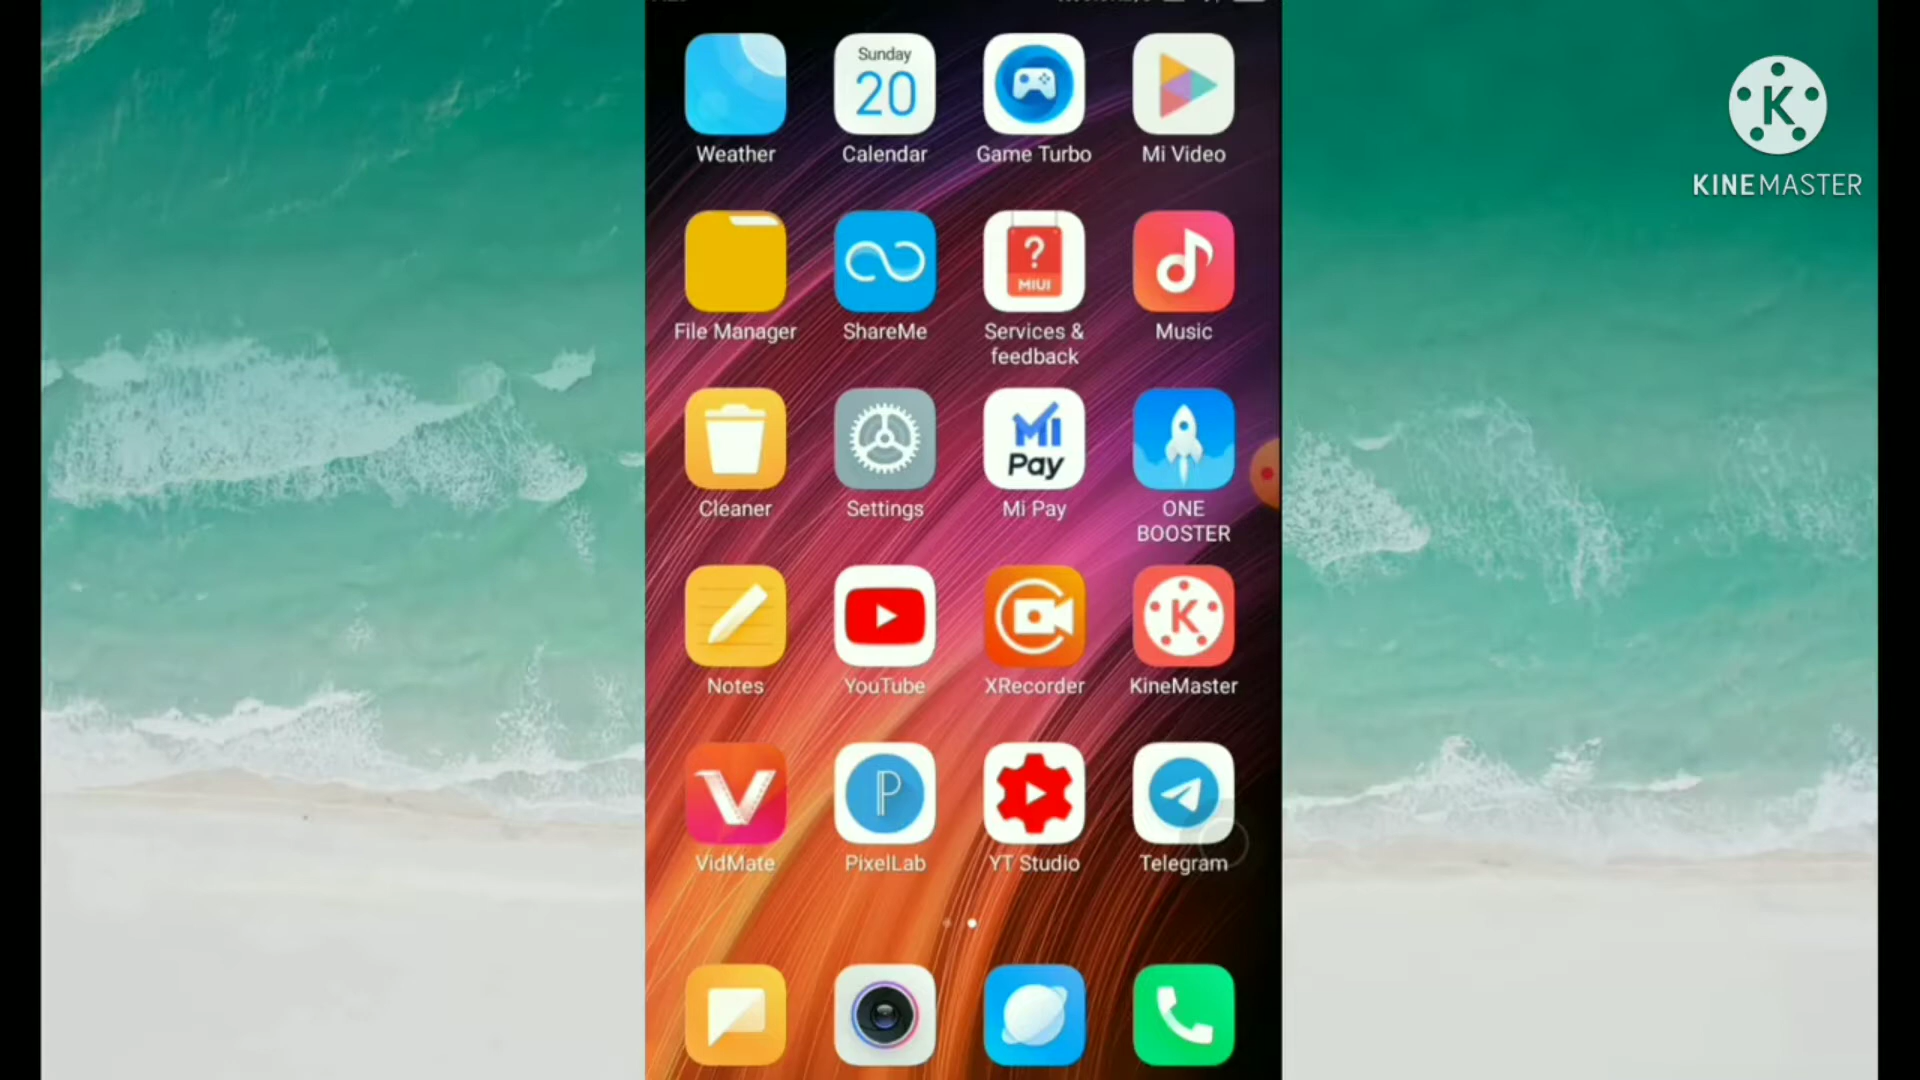 Sunday
20
Weather
Calendar
Game Turbo
Mi Video
K
KINEMASTER
?
MIUI
File Manager
ShareMe
Services &
feedback
Music
Mi
Pay
Cleaner
Settings
Mi Pay
ONE
BOOSTER
K
Notes
YouTube
XRecorder
KineMaster
P
VidMate
PixelLab
YT Studio
Telegram